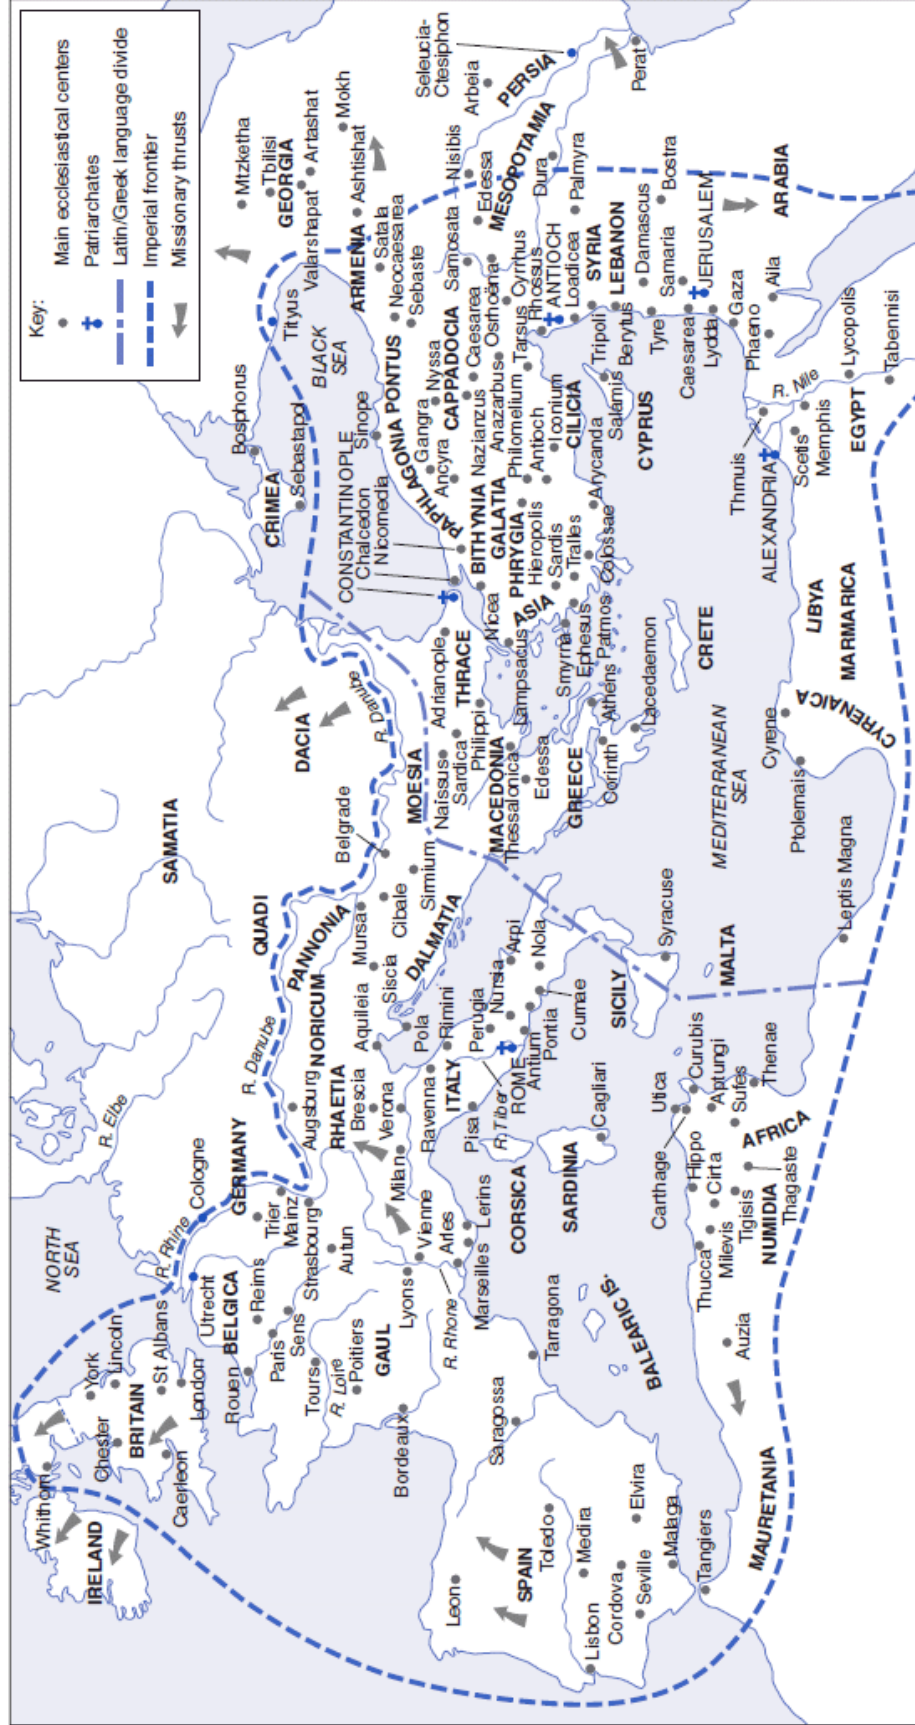 Key:
Main ecclesiastical centers
Patriarchates
Latin/Greek language divide
Imperial frontier
Missionary thrusts
NORTH
SEA
IRELAND
Whithorn
BRITAIN
York
Lincoln
Chester
St Albans
London
Caerleon
R. Rhine
Cologne
Utrecht
GERMANY
R. Elbe
BELGICA
Rouen
Reims
Trier
Mainz
Paris
Sens
Strasbourg
Tours
R. Loire
Poitiers
Autun
GAUL
Lyons
Vienne
Bordeaux
R. Rhone
Arles
Marseilles
Lerins
SPAIN
Leon
Saragossa
Tarragona
Toledo
Medira
Lisbon
Cordova
Seville
Elvira
Malaga
BALEARIC IS.
Tangiers
MAURETANIA
SAMATIA
QUADI
R. Danube
Augsburg
NORICUM
RHAETIA
PANNONIA
Brescia
Verona
Milan
Aquileia
Siscia
Mursa
Cibale
Sirmium
Belgrade
Pola
DALMATIA
Ravenna
Rimini
ITALY
Pisa
R. Tiber
Perugia
Nursia
Arpi
ROME
Antium
Pontia
Nola
Cumae
CORSICA
SARDINIA
Cagliari
SICILY
Syracuse
MALTA
Utica
Carthage
Curubis
Hippo
Aptungi
Cirta
Sufes
Thenae
Thucca
Milevis
Tigisis
AFRICA
NUMIDIA
Thagaste
Auzia
Leptis Magna
DACIA
R. Danube
MOESIA
Naissus
Sardica
Adrianople
THRACE
Philippi
MACEDONIA
Thessalonica
Edessa
GREECE
Corinth
Athens
Lacedaemon
Patmos
CRETE
MEDITERRANEAN
SEA
Cyrene
Ptolemais
CYRENAICA
LIBYA
MARMARICA
CRIMEA
Bosphorus
Sebastapol
BLACK
SEA
Tityus
Sinope
CONSTANTINOPLE
Chalcedon
Nicomedia
PAPHLAGONIA
PONTUS
BITHYNIA
Nicea
Lampsacus
ASIA
Smyrna
Ephesus
Sardis
Tralles
Colossae
Hieropolis
PHRYGIA
GALATIA
Ancyra
Gangra
Nyssa
CAPPADOCIA
Nazianzus
Caesarea
Anazarbus
Osrhoëna
Philomelium
Antioch
Iconium
Tarsus
Cyrrhus
CILICIA
Arycanda
Salamis
CYPRUS
Mtzketha
Tbilisi
GEORGIA
Valarshapat
Artashat
Mokh
ARMENIA
Ashtishat
Satala
Neocaesarea
Sebaste
Samosata
Nisibis
Edessa
MESOPOTAMIA
Arbeia
Seleucia-
Ctesiphon
PERSIA
Perat
Dura
Palmyra
Rhossus
ANTIOCH
Loadicea
SYRIA
Tripoli
LEBANON
Berytus
Damascus
Bostra
Tyre
Samaria
Caesarea
JERUSALEM
Lydda
Gaza
ARABIA
Aila
Phaeno
Thmuis
R. Nile
ALEXANDRIA
Scetis
Memphis
EGYPT
Lycopolis
Tabennisi